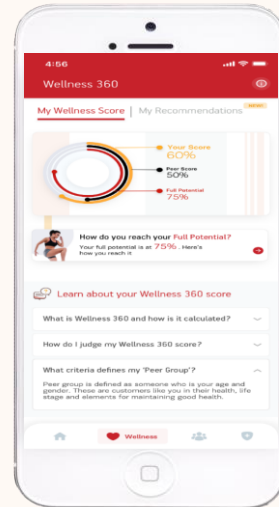 4:56
Wellness 360
My Wellness Score | My Recommendations
NEW!
Your Score
60%
Peer Score
50%
Full Potential
75%
How do you reach your Full Potential?
Your full potential is at 75%. Here's
how you reach it
Learn about your Wellness 360 score
What is Wellness 360 and how is it calculated?
How do I judge my Wellness 360 score?
What criteria defines my 'Peer Group'?
Peer group is defined as someone who is your age and
gender. These are customers like you in their health, life
stage and elements for maintaining good health.
Wellness